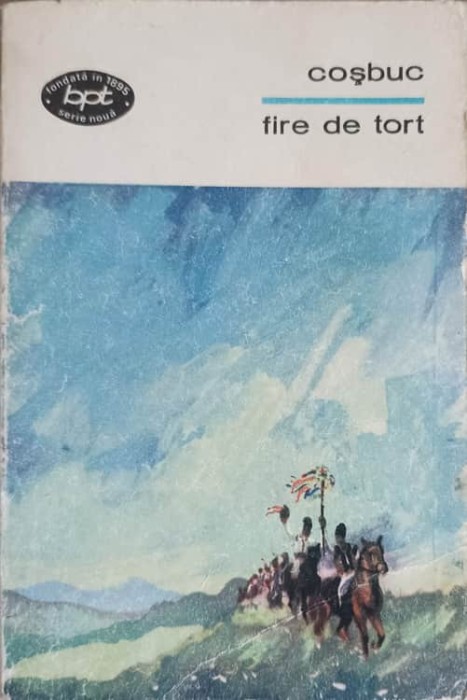 fondată în 1895
bpt
serie nouă
coşbuc
fire de tort